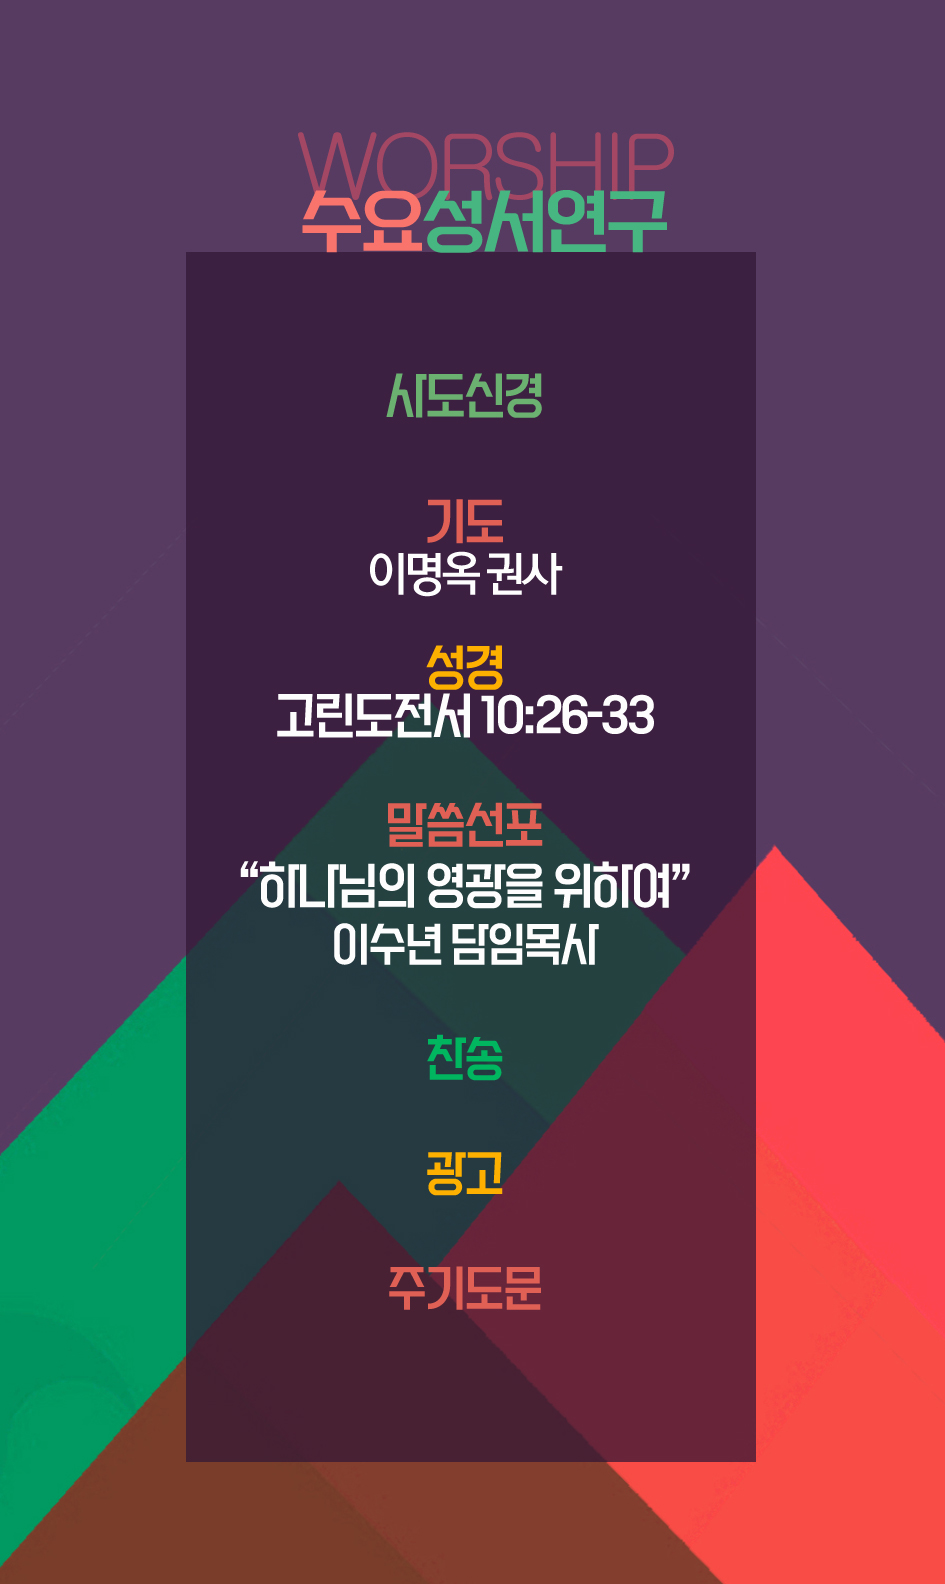 WORSHIP
수요성서연구
사도신경
기도
이명옥 권사
성경
고린도전서 10:26-33
말씀선포
“하나님의 영광을 위하여”
이수년 담임목사
찬송
광고
주기도문